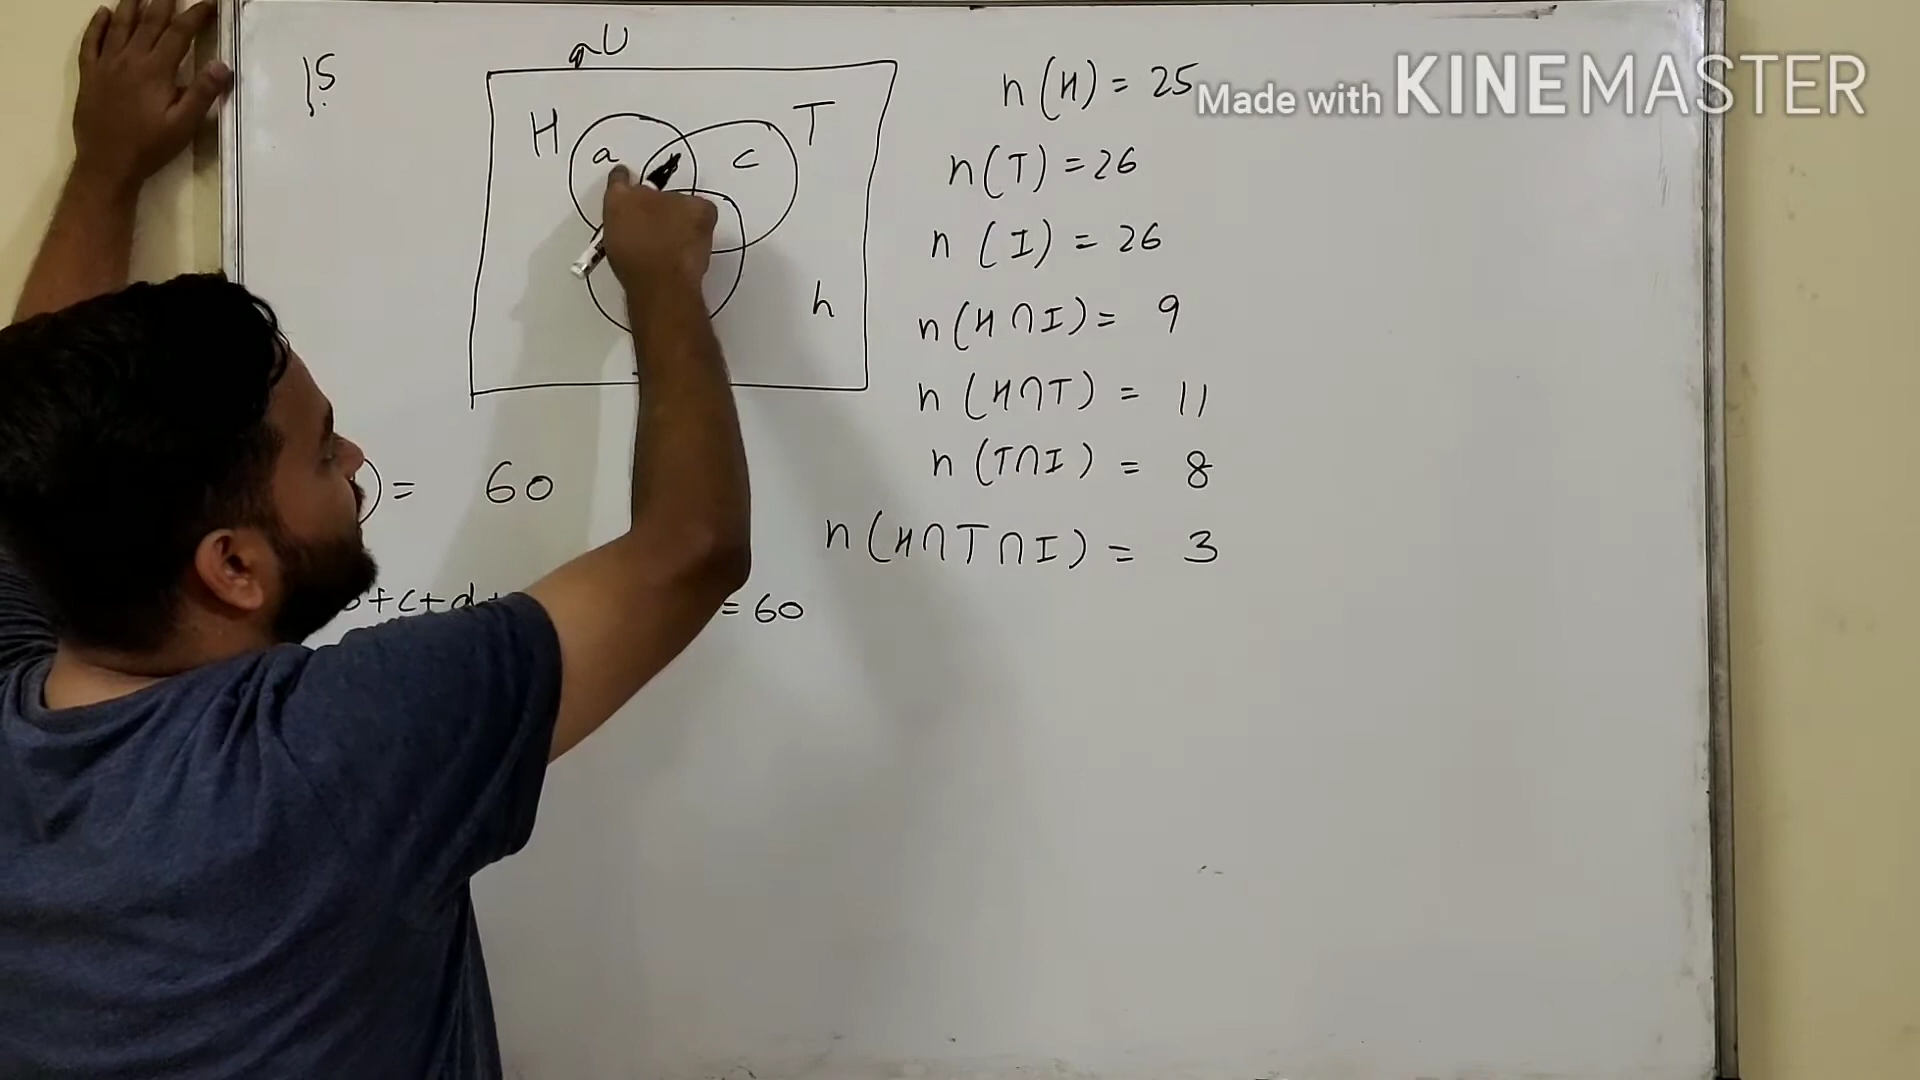 15.
U
H
T
a
c
h
) = 60
+c+d+
= 60
n(H) = 25
n(T) = 26
n(I) = 26
n(H∩I) = 9
n(H∩T) = 11
n(T∩I) = 8
n(H∩T∩I) = 3
Made with KINEMASTER